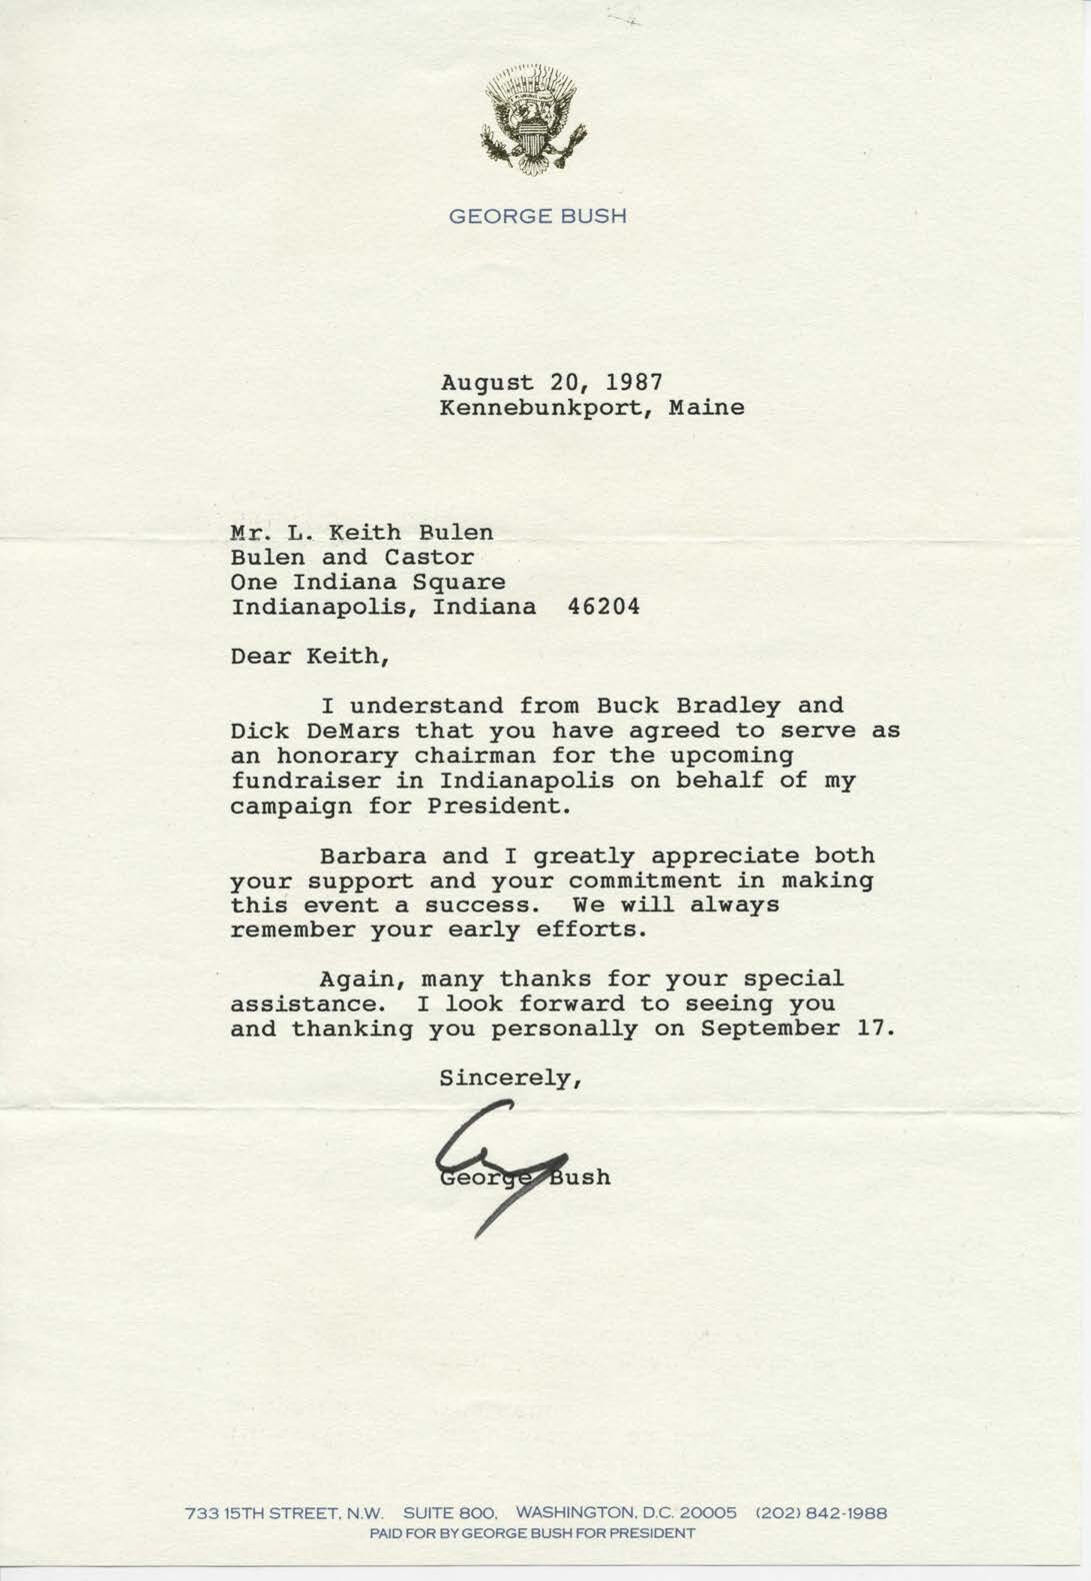 GEORGE BUSH
August 20, 1987
Kennebunkport, Maine
Mr. L. Keith Bulen
Bulen and Castor
One Indiana Square
Indianapolis, Indiana 46204
Dear Keith,
I understand from Buck Bradley and
Dick DeMars that you have agreed to serve as
an honorary chairman for the upcoming
fundraiser in Indianapolis on behalf of my
campaign for President.
Barbara and I greatly appreciate both
your support and your commitment in making
this event a success. We will always
remember your early efforts.
Again, many thanks for your special
assistance. I look forward to seeing you
and thanking you personally on September 17.
Sincerely,
George Bush
733 15TH STREET, N.W. SUITE 800, WASHINGTON, D.C. 20005 (202) 842-1988
PAID FOR BY GEORGE BUSH FOR PRESIDENT